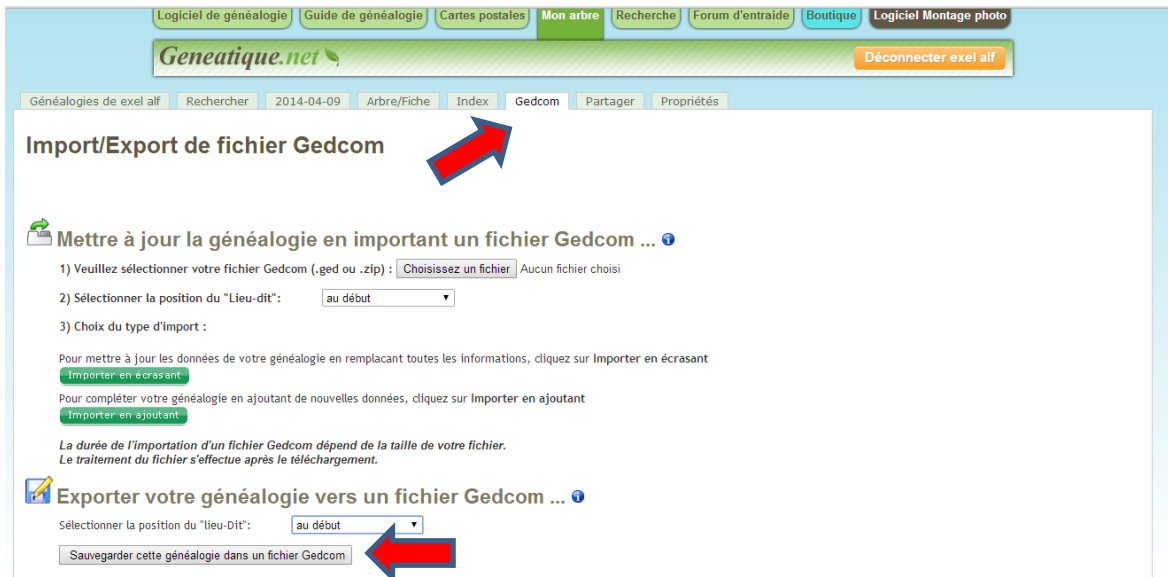 Logiciel de généalogie Guide de généalogie Cartes postales Mon arbre Recherche Forum d'entraide Boutique Logiciel Montage photo
Geneatique.net Déconnecter exel alf
Généalogies de exel alf Rechercher 2014-04-09 Arbre/Fiche Index Gedcom Partager Propriétés
Import/Export de fichier Gedcom
Mettre à jour la généalogie en important un fichier Gedcom ...
1) Veuillez sélectionner votre fichier Gedcom (.ged ou .zip) : Choisissez un fichier Aucun fichier choisi
2) Sélectionner la position du "Lieu-dit": au début
3) Choix du type d'import :
Pour mettre à jour les données de votre généalogie en remplacant toutes les informations, cliquez sur Importer en écrasant
Importer en écrasant
Pour compléter votre généalogie en ajoutant de nouvelles données, cliquez sur Importer en ajoutant
Importer en ajoutant
La durée de l'importation d'un fichier Gedcom dépend de la taille de votre fichier.
Le traitement du fichier s'effectue après le téléchargement.
Exporter votre généalogie vers un fichier Gedcom ...
Sélectionner la position du "lieu-Dit": au début
Sauvegarder cette généalogie dans un fichier Gedcom